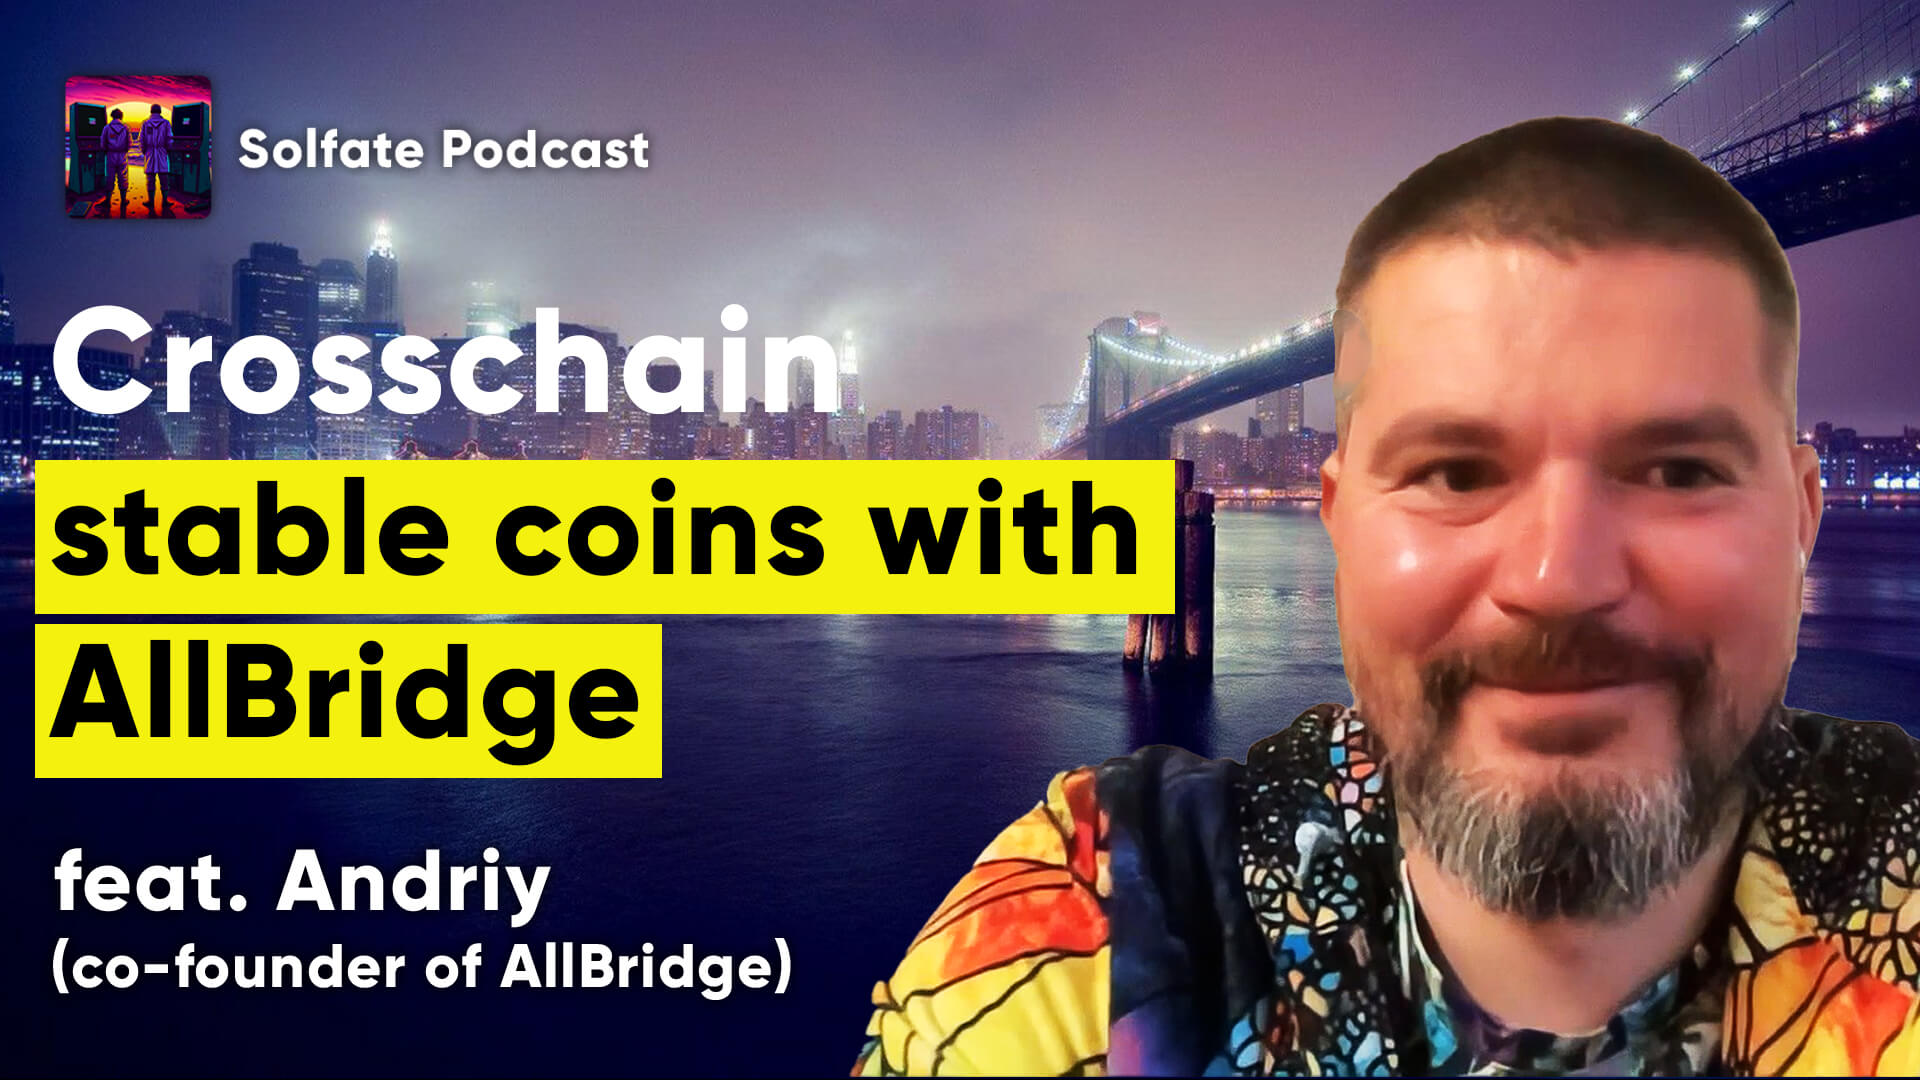 Solfate Podcast
Crosschain
stable coins with
AllBridge
feat. Andriy
(co-founder of AllBridge)